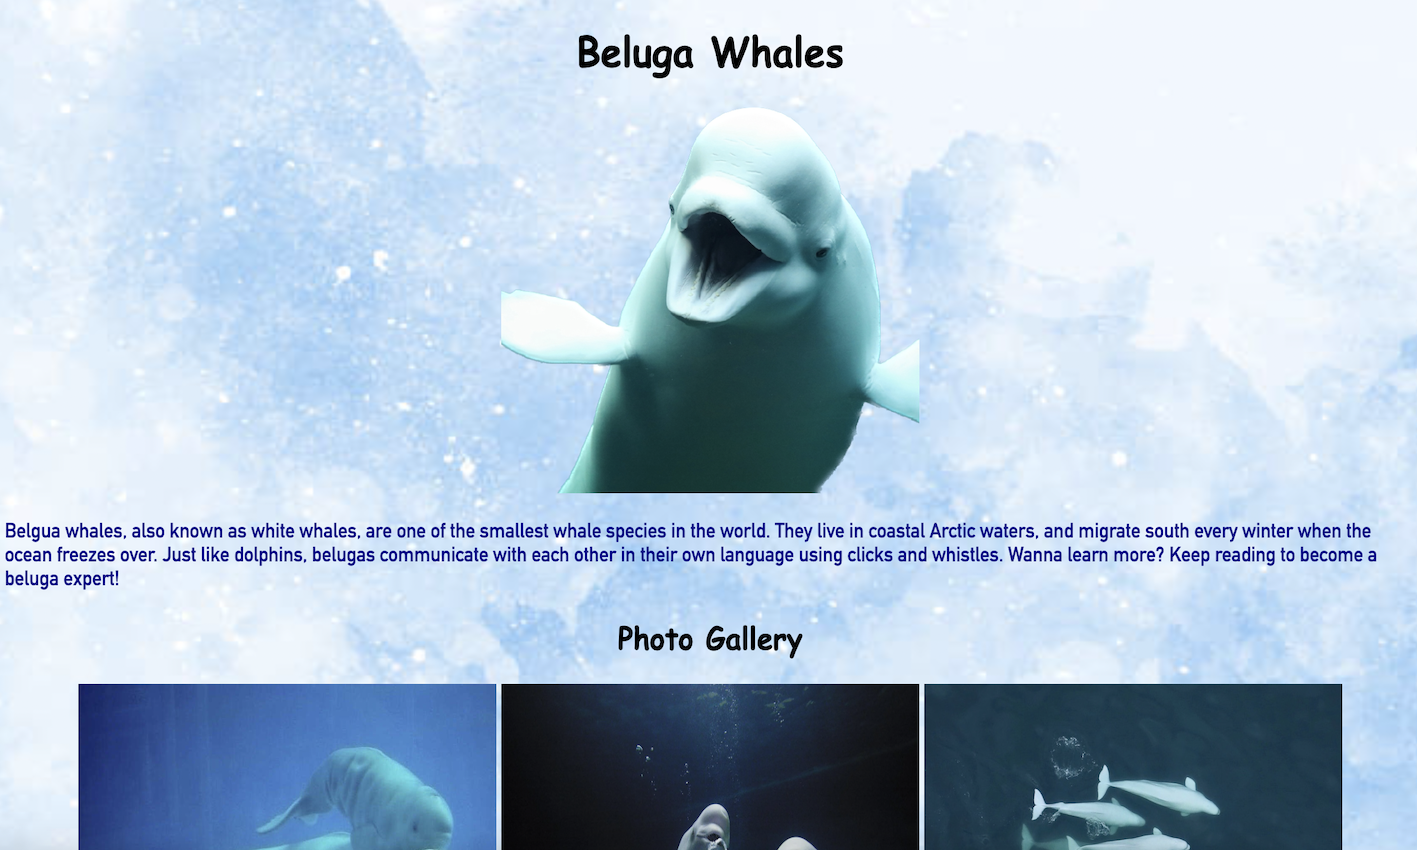 Beluga Whales
Belgua whales, also known as white whales, are one of the smallest whale species in the world. They live in coastal Arctic waters, and migrate south every winter when the
ocean freezes over. Just like dolphins, belugas communicate with each other in their own language using clicks and whistles. Wanna learn more? Keep reading to become a
beluga expert!
Photo Gallery